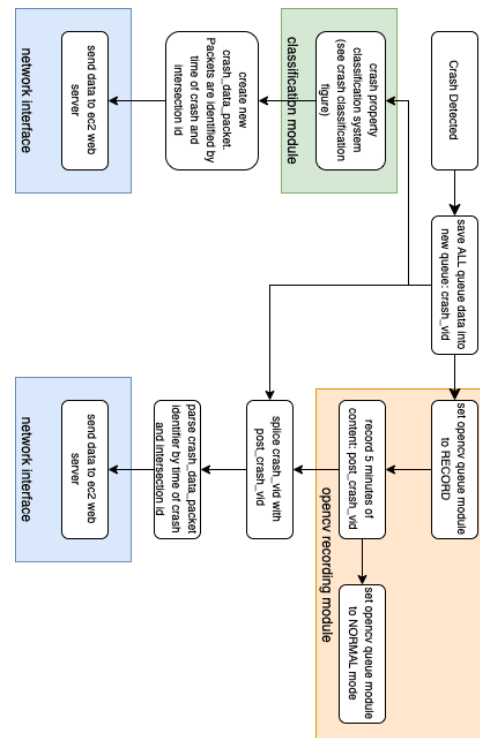 Crash Detected
save ALL queue data into
new queue: crash_vid
set opencv queue module
to RECORD
record 5 minutes of
content: post_crash_vid
set opencv queue module
to NORMAL mode
opencv recording module
crash property
classification system
(see crash classification
figure)
classification module
create new
crash_data_packet.
Packets are identified by
time of crash and
intersection id
send data to ec2 web
server
network interface
splice crash_vid with
post_crash_vid
parse crash_data_packet
identifier by time of crash
and intersection id
send data to ec2 web
server
network interface